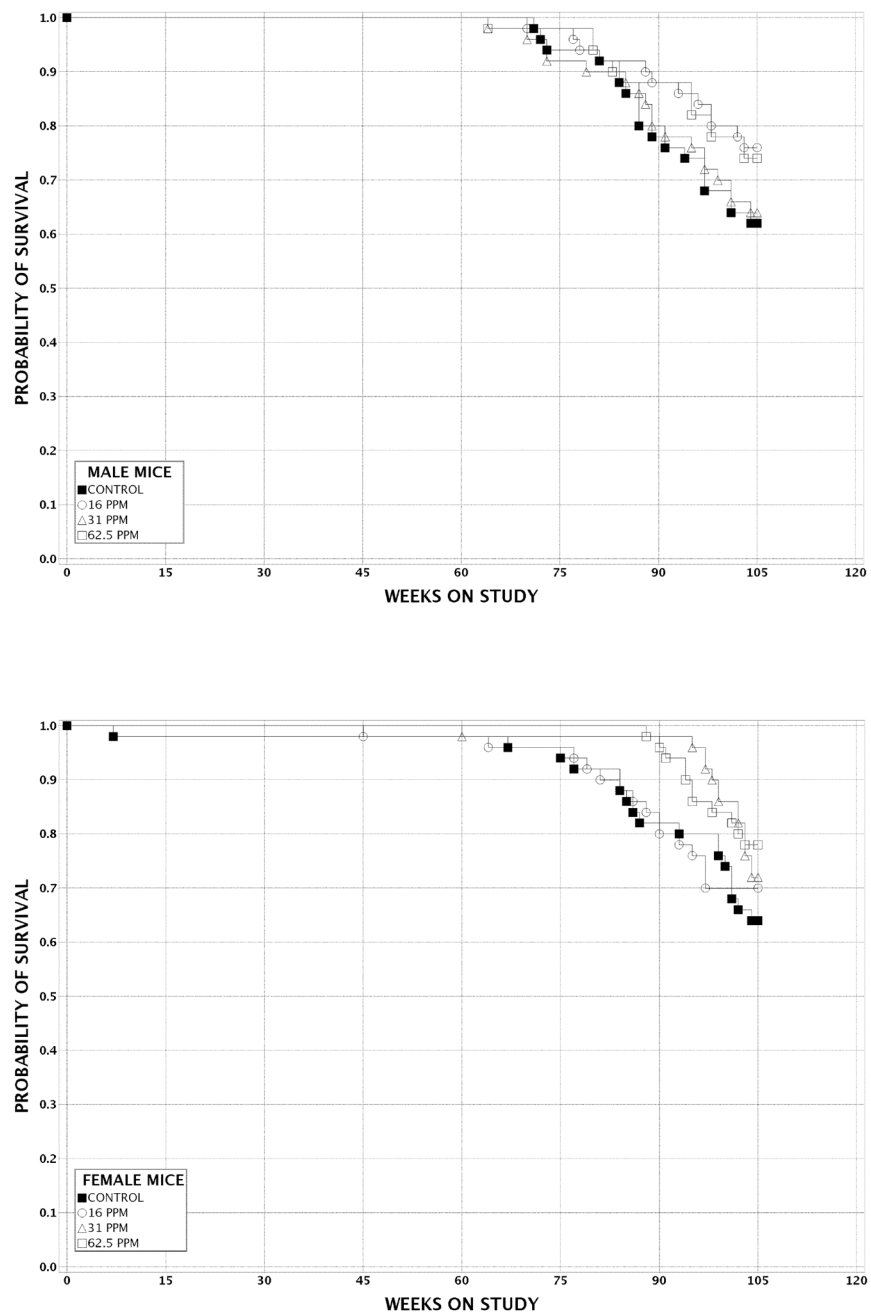 1.0
0.9
0.8
0.7
0.6
0.5
0.4
0.3
0.2
0.1
0.0
PROBABILITY OF SURVIVAL
MALE MICE
CONTROL
16 PPM
31 PPM
62.5 PPM
0 15 30 45 60 75 90 105 120
WEEKS ON STUDY
1.0
0.9
0.8
0.7
0.6
0.5
0.4
0.3
0.2
0.1
0.0
PROBABILITY OF SURVIVAL
FEMALE MICE
CONTROL
16 PPM
31 PPM
62.5 PPM
0 15 30 45 60 75 90 105 120
WEEKS ON STUDY